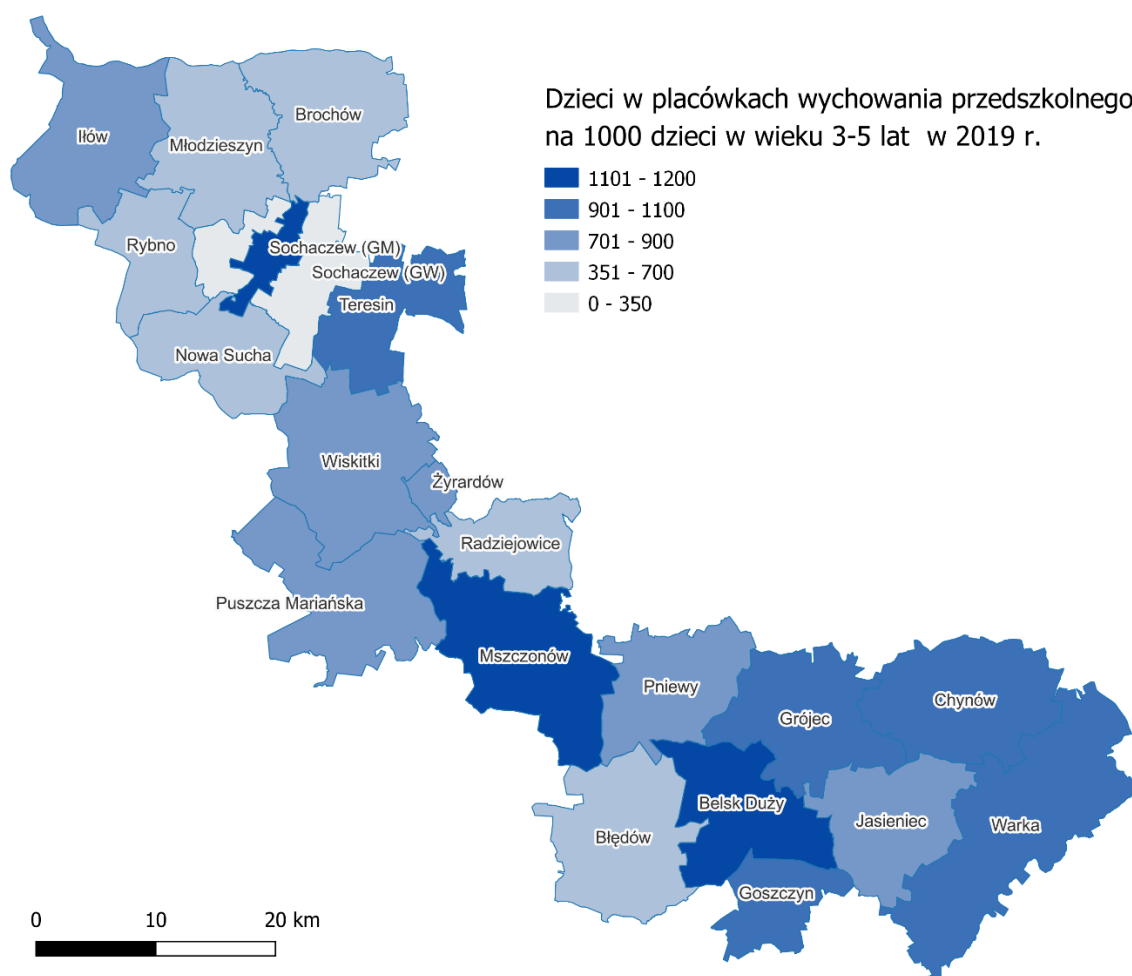 Dzieci w placówkach wychowania przedszkolnego
na 1000 dzieci w wieku 3-5 lat w 2019 r.
1101 - 1200
901 - 1100
701 - 900
351 - 700
0 - 350
Iłów
Młodzieszyn
Brochów
Rybno
Sochaczew (GM)
Sochaczew (GW)
Teresin
Nowa Sucha
Wiskitki
Żyrardów
Radziejowice
Puszcza Mariańska
Mszczonów
Pniewy
Grójec
Chynów
Belsk Duży
Błędów
Jasieniec
Warka
Goszczyn
0 10 20 km